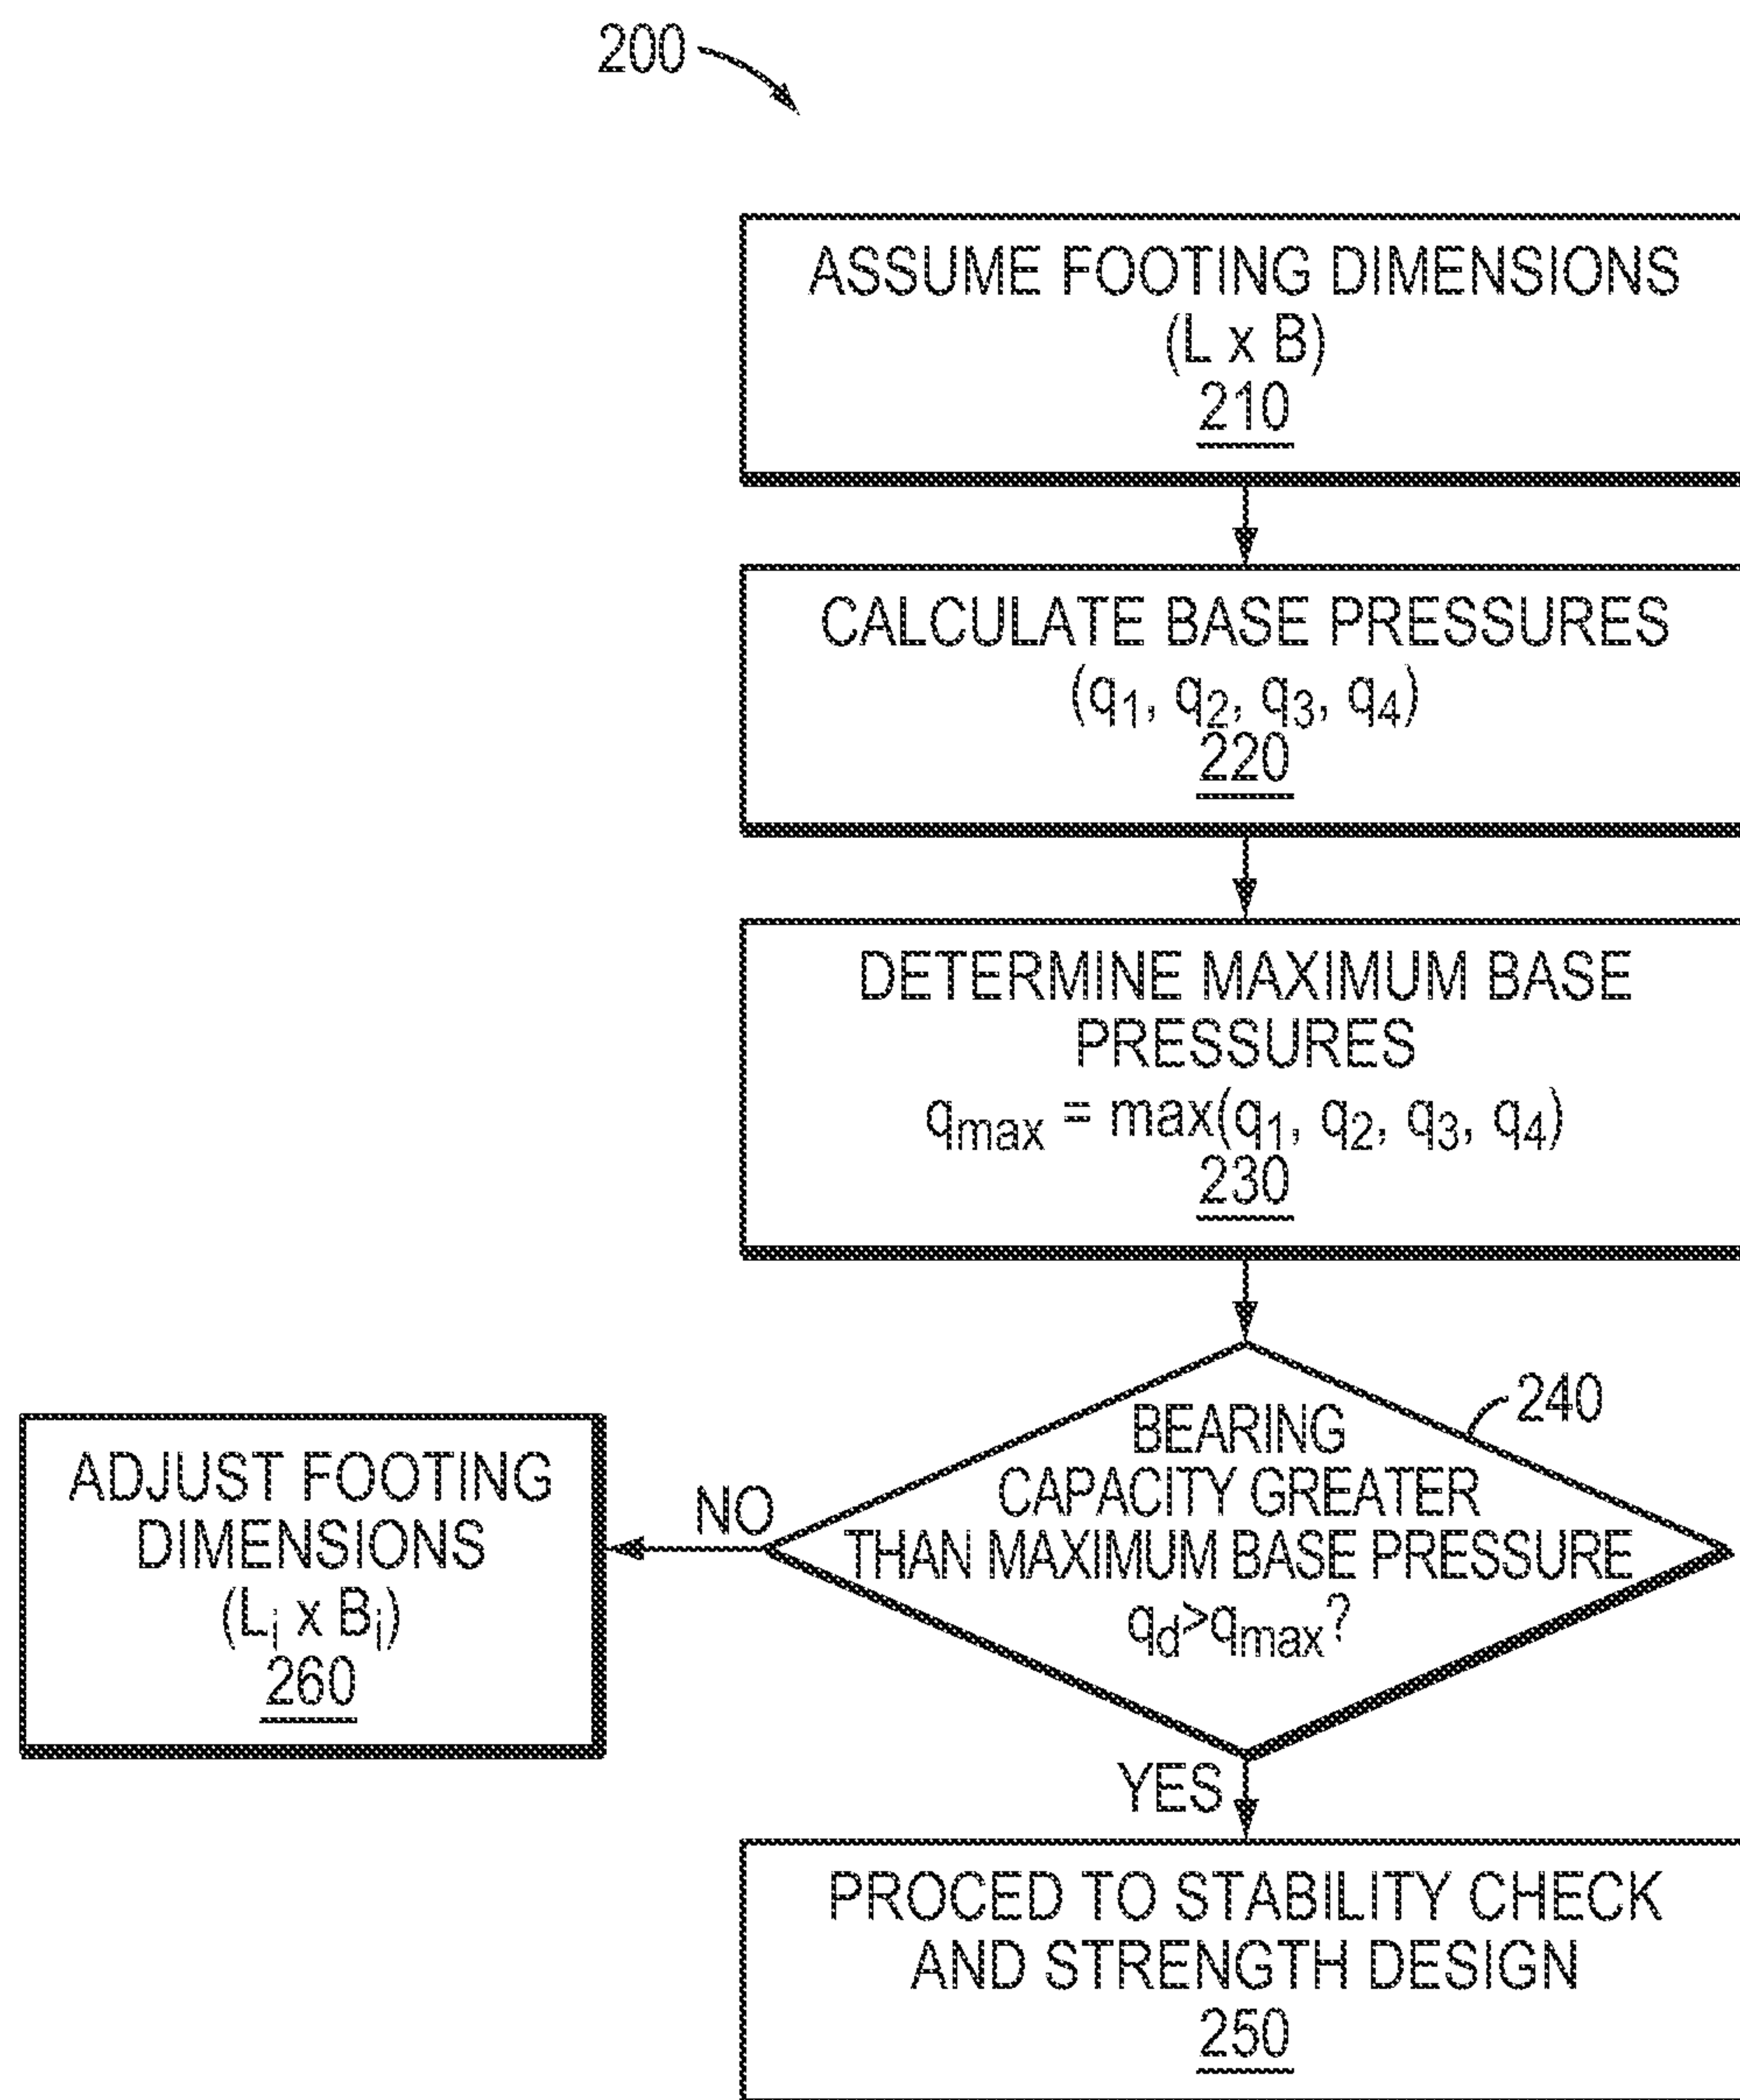 200
ASSUME FOOTING DIMENSIONS
(L x B)
210
CALCULATE BASE PRESSURES
(q1, q2, q3, q4)
220
DETERMINE MAXIMUM BASE
PRESSURES
qmax = max(q1, q2, q3, q4)
230
240
BEARING
CAPACITY GREATER
THAN MAXIMUM BASE PRESSURE
qd>qmax?
NO
ADJUST FOOTING
DIMENSIONS
(Li x Bi)
260
YES
PROCED TO STABILITY CHECK
AND STRENGTH DESIGN
250